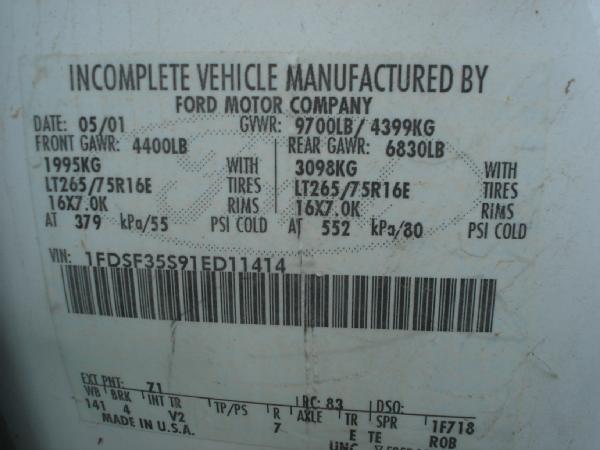 INCOMPLETE VEHICLE MANUFACTURED BY
FORD MOTOR COMPANY
DATE: 05/01 GVWR: 9700LB/ 4399KG
FRONT GAWR: 4400LB REAR GAWR: 6830LB
1995KG WITH 3098KG WITH
LT265/75R16E TIRES LT265/75R16E TIRES
16X7.0K RIMS 16X7.0K RIMS
AT 379 kPa/55 PSI COLD AT 552 kPa/80 PSI COLD
VIN: 1FDSF35S91ED11414
EXT PNT: Z1 RC: 83 DSO:
WB BRK INT TR TP/PS R AXLE TR SPR 1F718
141 4 V2 7 E TE ROB
MADE IN U.S.A. UNC